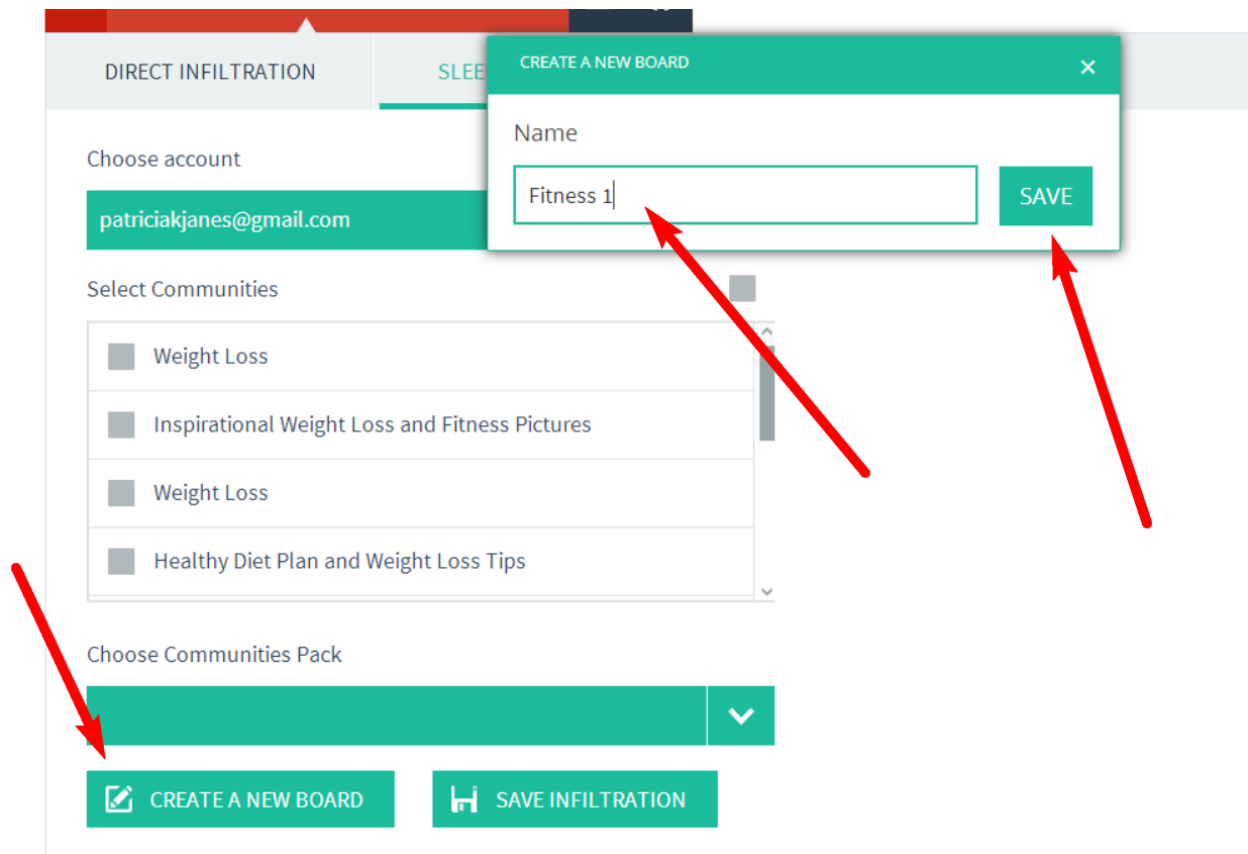 DIRECT INFILTRATION
SLEE
CREATE A NEW BOARD
Name
Fitness 1
SAVE
Choose account
patriciakjanes@gmail.com
Select Communities
Weight Loss
Inspirational Weight Loss and Fitness Pictures
Weight Loss
Healthy Diet Plan and Weight Loss Tips
Choose Communities Pack
CREATE A NEW BOARD
SAVE INFILTRATION